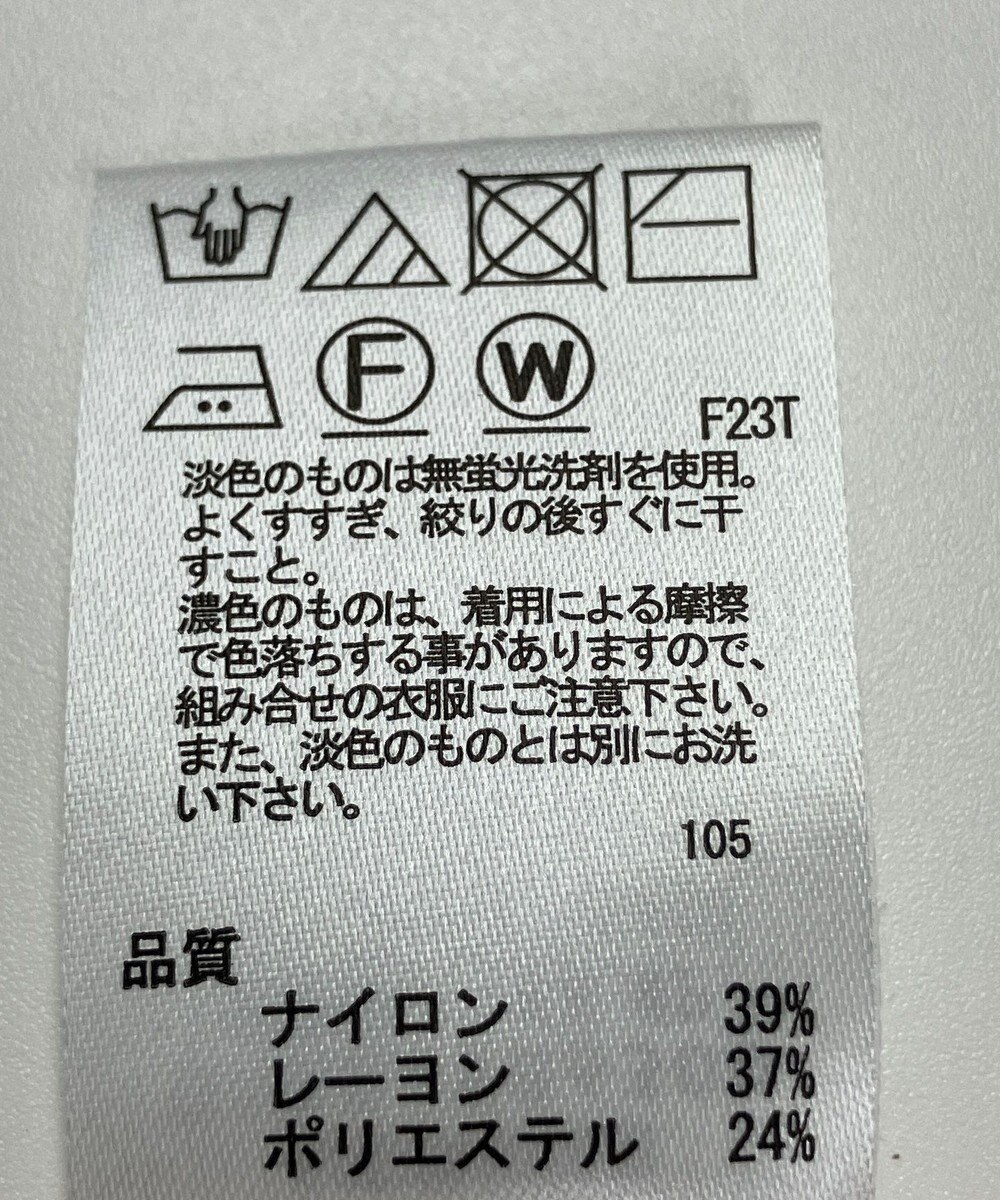 F W
F23T
淡色のものは無蛍光洗剤を使用。
よくすすぎ、絞りの後すぐに干
すこと。
濃色のものは、着用による摩擦
で色落ちする事がありますので、
組み合せの衣服にご注意下さい。
また、淡色のものとは別にお洗
い下さい。
105
品質
ナイロン 39%
レーヨン 37%
ポリエステル 24%